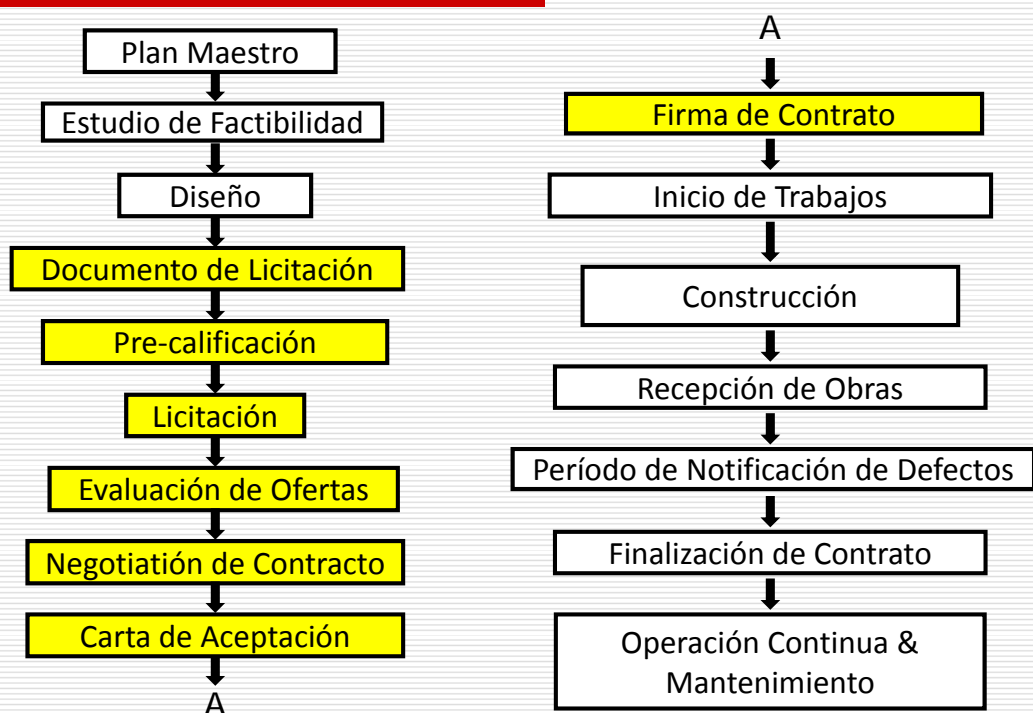 Plan Maestro
Estudio de Factibilidad
Diseño
Documento de Licitación
Pre-calificación
Licitación
Evaluación de Ofertas
Negotiatión de Contracto
Carta de Aceptación
A
A
Firma de Contrato
Inicio de Trabajos
Construcción
Recepción de Obras
Período de Notificación de Defectos
Finalización de Contrato
Operación Continua &
Mantenimiento